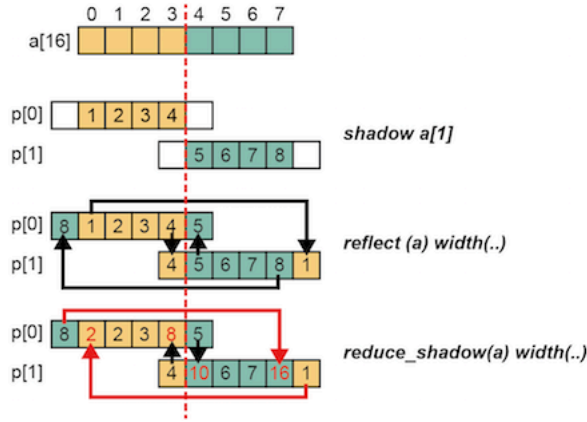 0 1 2 3 4 5 6 7
a[16]
p[0] 1 2 3 4
shadow a[1]
p[1] 5 6 7 8
p[0] 8 1 2 3 4 5
reflect (a) width(..)
p[1] 4 5 6 7 8 1
p[0] 8 2 2 3 8 5
reduce_shadow(a) width(..)
p[1] 4 10 6 7 16 1